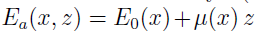 E_a(x, z) = E_0(x) + μ(x) z